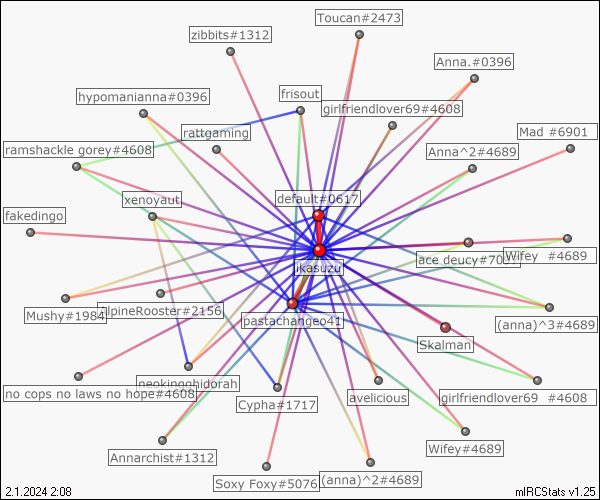 Toucan#2473
zibbits#1312
Anna.#0396
frisout
hypomanianna#0396
girlfriendlover69#4608
rattgaming
Mad #6901
ramshackle gorey#4608
Anna^2#4689
xenoyaut
default#0617
fakedingo
ace deucy#70
Wifey #4689
ikasuzu
Mushy#1984
lpineRooster#2156
pastachange041
(anna)^3#4689
Skalman
neokingghidorah
no cops no laws no hope#4608
Cypha#1717
avelicious
girlfriendlover69 #4608
Annarchist#1312
Wifey#4689
Soxy Foxy#5076
(anna)^2#4689
2.1.2024 2:08
mIRCStats v1.25